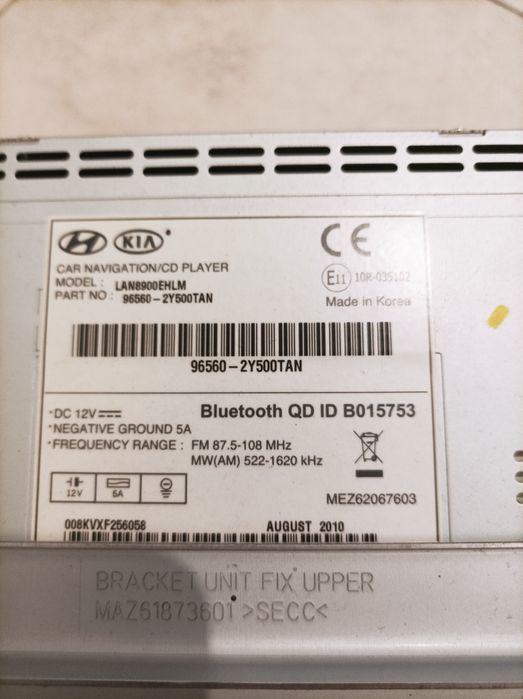 KIA
CE
CAR NAVIGATION/CD PLAYER
MODEL : LAN8900EHLM
PART NO : 96560-2Y500TAN
E11 10R-035102
Made in Korea
96560-2Y500TAN
·DC 12V
Bluetooth QD ID B015753
·NEGATIVE GROUND 5A
·FREQUENCY RANGE : FM 87.5-108 MHz
MW(AM) 522-1620 kHz
12V 5A
MEZ62067603
008KVXF256058 AUGUST 2010
BRACKET UNIT FIX UPPER
MAZ61873601 >SECC<